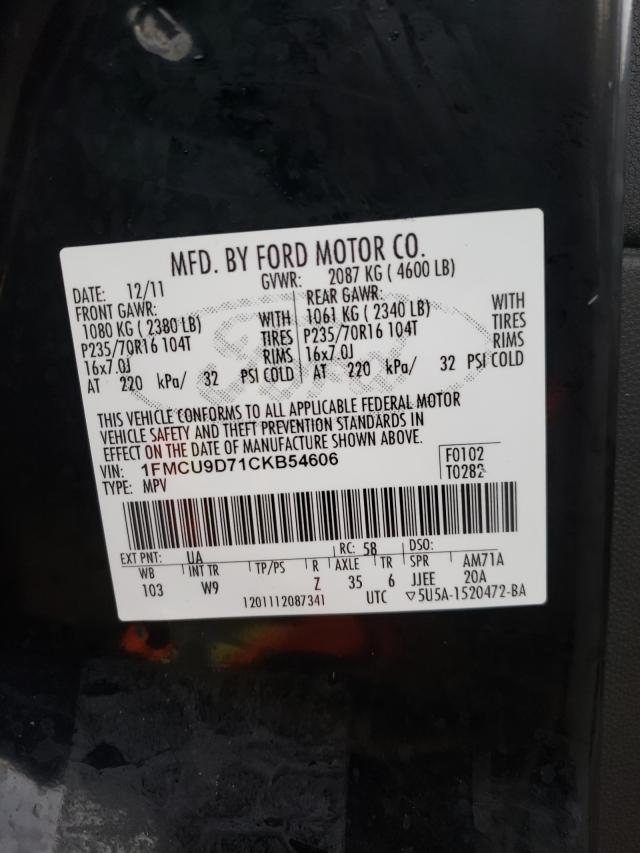 MFD. BY FORD MOTOR CO.
DATE: 12/11 GVWR: 2087 KG ( 4600 LB)
FRONT GAWR: REAR GAWR:
1080 KG ( 2380 LB) WITH 1061 KG ( 2340 LB) WITH
P235/70R16 104T TIRES P235/70R16 104T TIRES
16x7.0J RIMS 16x7.0J RIMS
AT 220 kPa/ 32 PSI COLD AT 220 kPa/ 32 PSI COLD
THIS VEHICLE CONFORMS TO ALL APPLICABLE FEDERAL MOTOR
VEHICLE SAFETY AND THEFT PREVENTION STANDARDS IN
EFFECT ON THE DATE OF MANUFACTURE SHOWN ABOVE.
VIN: 1FMCU9D71CKB54606 F0102
TYPE: MPV T0282
EXT PNT: UA RC: 58 DSO:
WB INT TR TP/PS R AXLE TR SPR AM71A
103 W9 Z 35 6 JJEE 20A
1201112087341 UTC ▽5U5A-1520472-BA
Ford